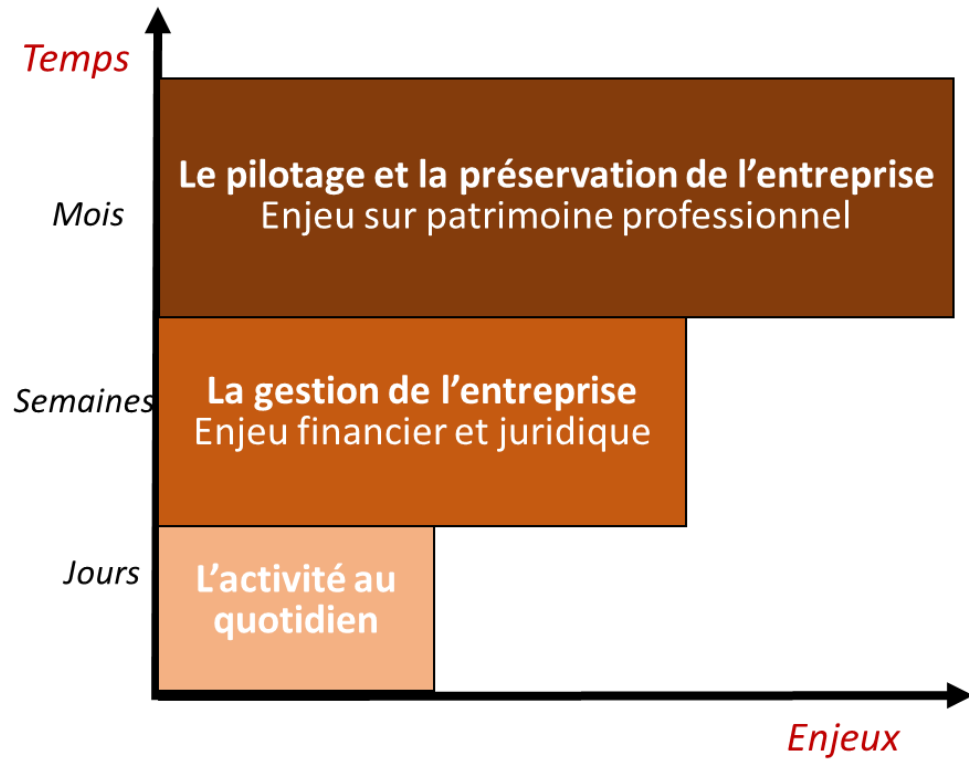 Temps
Le pilotage et la préservation de l’entreprise
Enjeu sur patrimoine professionnel
Mois
La gestion de l’entreprise
Enjeu financier et juridique
Semaines
L’activité au
quotidien
Jours
Enjeux